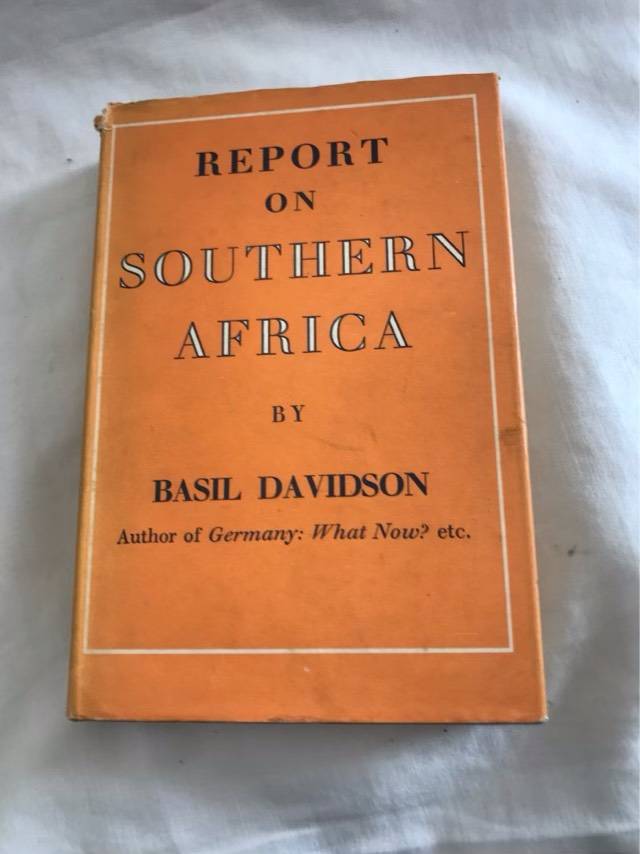 REPORT
ON
SOUTHERN
AFRICA
BY
BASIL DAVIDSON
Author of Germany: What Now? etc.